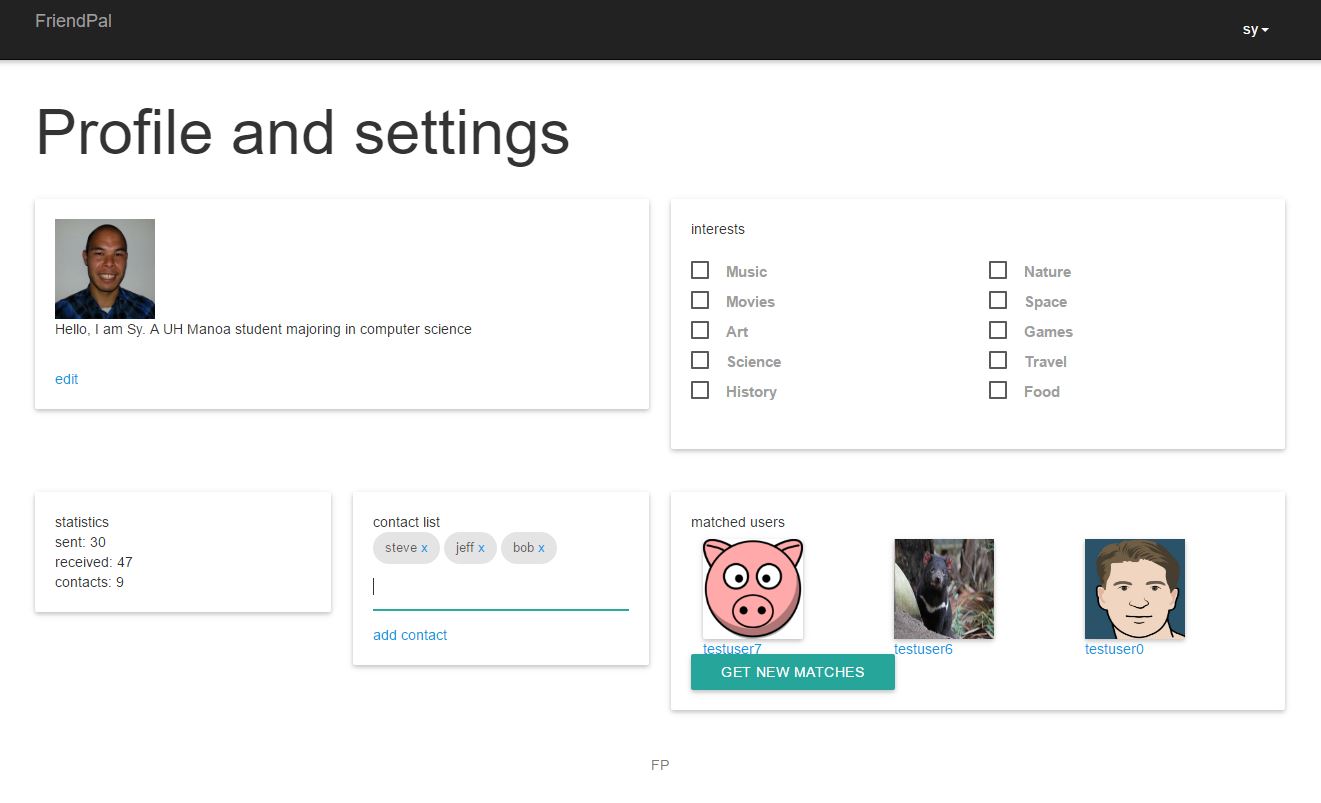 FriendPal
sy
Profile and settings
Hello, I am Sy. A UH Manoa student majoring in computer science
edit
interests
Music
Nature
Movies
Space
Art
Games
Science
Travel
History
Food
statistics
sent: 30
received: 47
contacts: 9
contact list
steve x jeff x bob x
add contact
matched users
testuser7 testuser6 testuser0
GET NEW MATCHES
FP